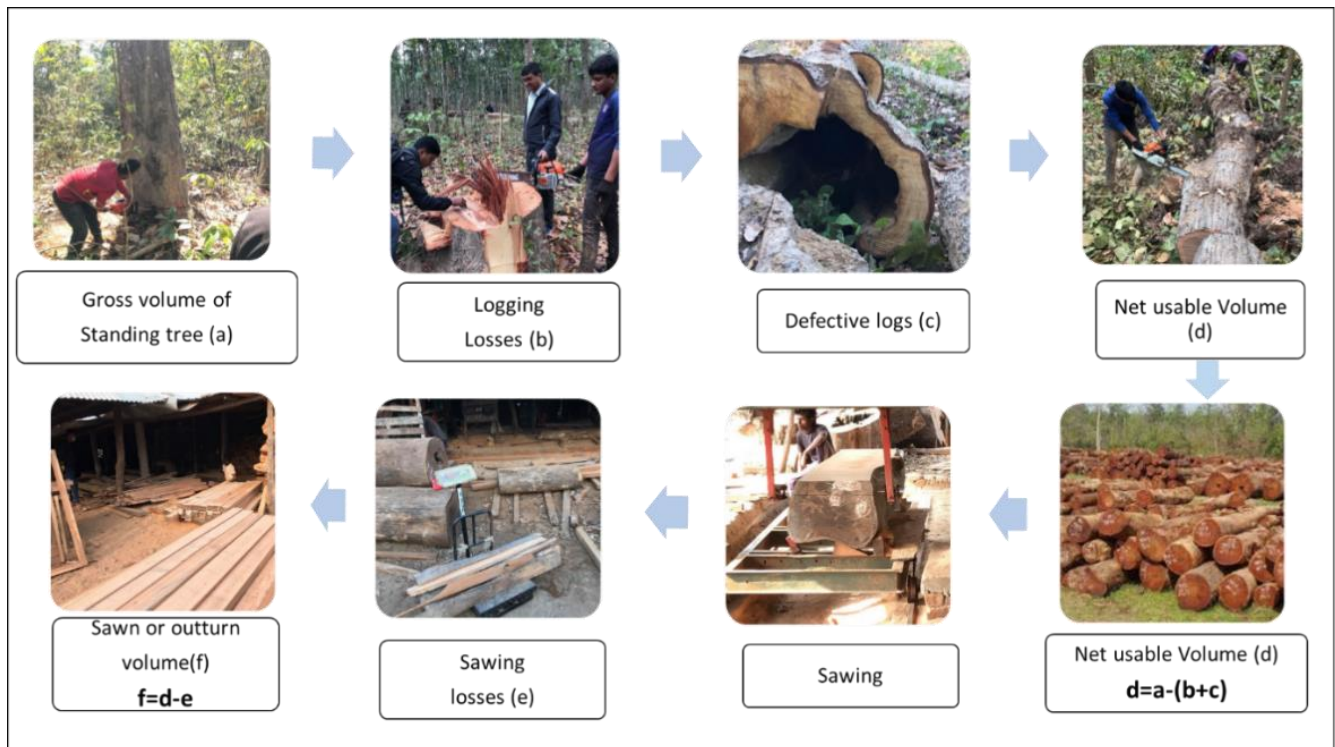 Gross volume of
Standing tree (a)
Logging
Losses (b)
Defective logs (c)
Net usable Volume
(d)
Net usable Volume (d)
d=a-(b+c)
Sawing
Sawing
losses (e)
Sawn or outturn
volume(f)
f=d-e